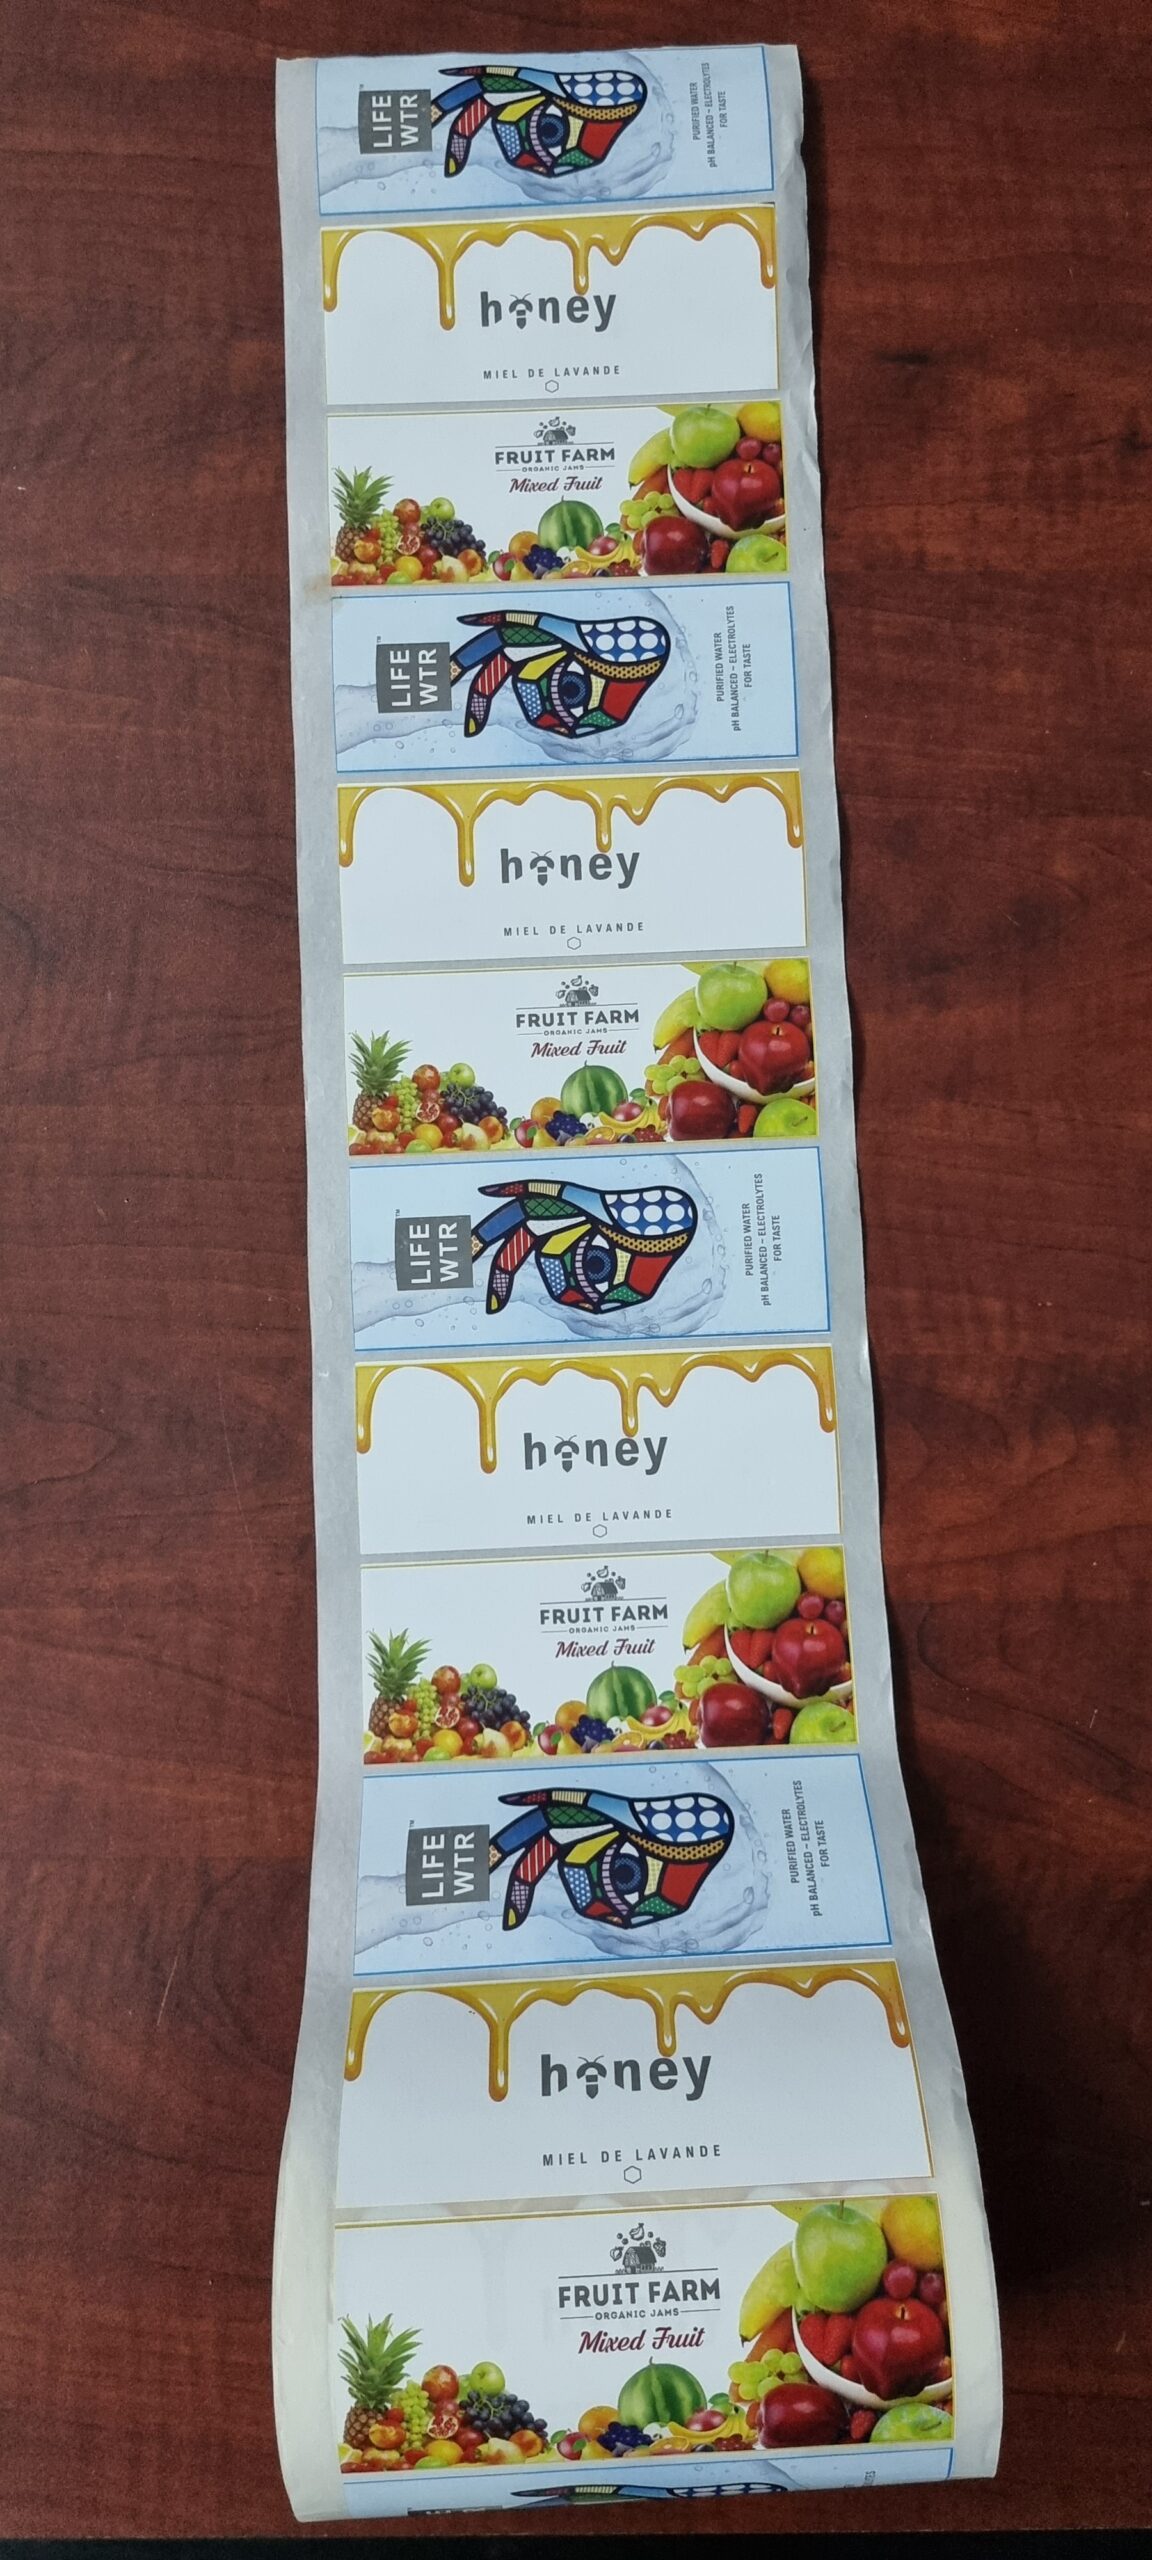 LIFE
WTR
™
PURIFIED WATER
pH BALANCED – ELECTROLYTES
FOR TASTE
honey
MIEL DE LAVANDE
FRUIT FARM
ORGANIC JAMS
Mixed Fruit
LIFE
WTR
™
PURIFIED WATER
pH BALANCED – ELECTROLYTES
FOR TASTE
honey
MIEL DE LAVANDE
FRUIT FARM
ORGANIC JAMS
Mixed Fruit
LIFE
WTR
™
PURIFIED WATER
pH BALANCED – ELECTROLYTES
FOR TASTE
honey
MIEL DE LAVANDE
FRUIT FARM
ORGANIC JAMS
Mixed Fruit
LIFE
WTR
™
PURIFIED WATER
pH BALANCED – ELECTROLYTES
FOR TASTE
honey
MIEL DE LAVANDE
FRUIT FARM
ORGANIC JAMS
Mixed Fruit